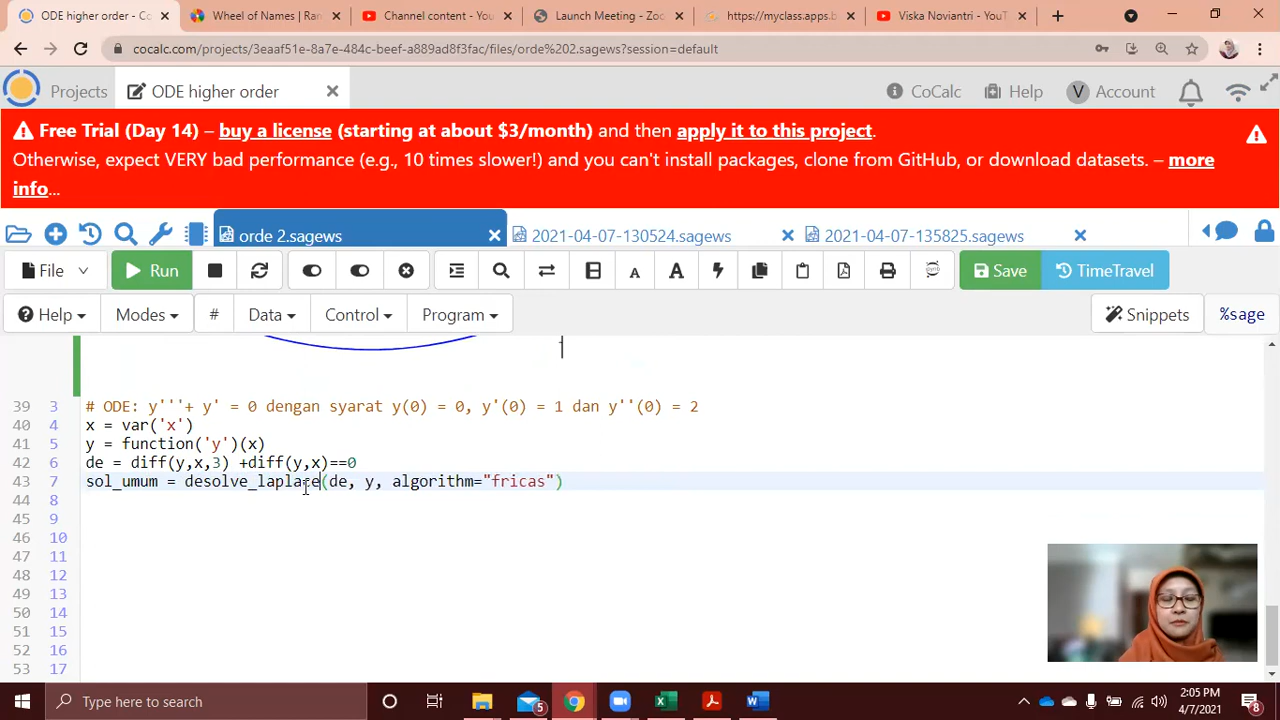 ODE higher order - Co
Wheel of Names | Ran
Channel content - You
Launch Meeting - Zoo
https://myclass.apps.b
Viska Noviantri - YouT
cocalc.com/projects/3eaaf51e-8a7e-484c-beef-a889ad8f3fac/files/orde%202.sagews?session=default
Projects
ODE higher order
CoCalc
Help
V Account
Free Trial (Day 14) – buy a license (starting at about $3/month) and then apply it to this project.
Otherwise, expect VERY bad performance (e.g., 10 times slower!) and you can't install packages, clone from GitHub, or download datasets. – more
info...
orde 2.sagews
2021-04-07-130524.sagews
2021-04-07-135825.sagews
File
Run
A
A
Save
TimeTravel
Help
Modes
#
Data
Control
Program
Snippets
%sage
39 3 # ODE: y'''+ y' = 0 dengan syarat y(0) = 0, y'(0) = 1 dan y''(0) = 2
40 4 x = var('x')
41 5 y = function('y')(x)
42 6 de = diff(y,x,3) +diff(y,x)==0
43 7 sol_umum = desolve_laplace(de, y, algorithm="fricas")
44 8
45 9
46 10
47 11
48 12
49 13
50 14
51 15
52 16
53 17
Type here to search
5
2:05 PM
4/7/2021
8